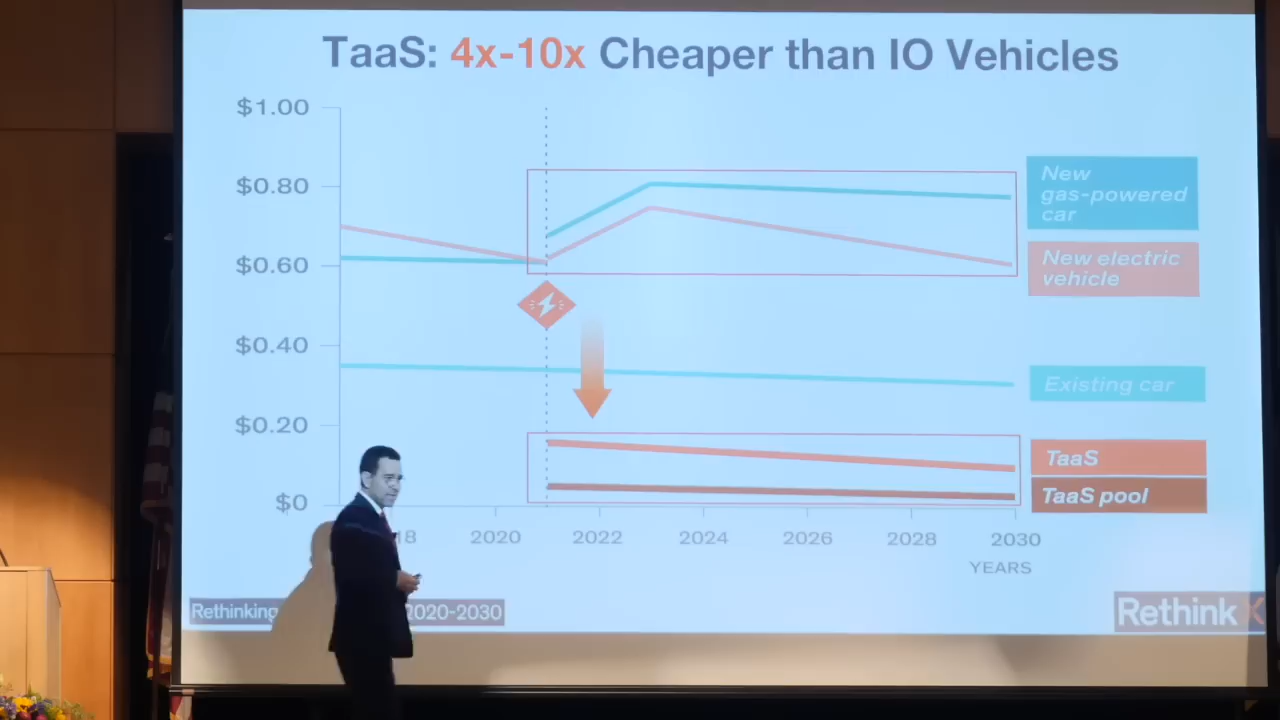 TaaS: 4x-10x Cheaper than IO Vehicles
$1.00
$0.80
$0.60
$0.40
$0.20
$0
New
gas-powered
car
New electric
vehicle
Existing car
TaaS
TaaS pool
18 2020 2022 2024 2026 2028 2030
YEARS
Rethinking 2020-2030
RethinkX